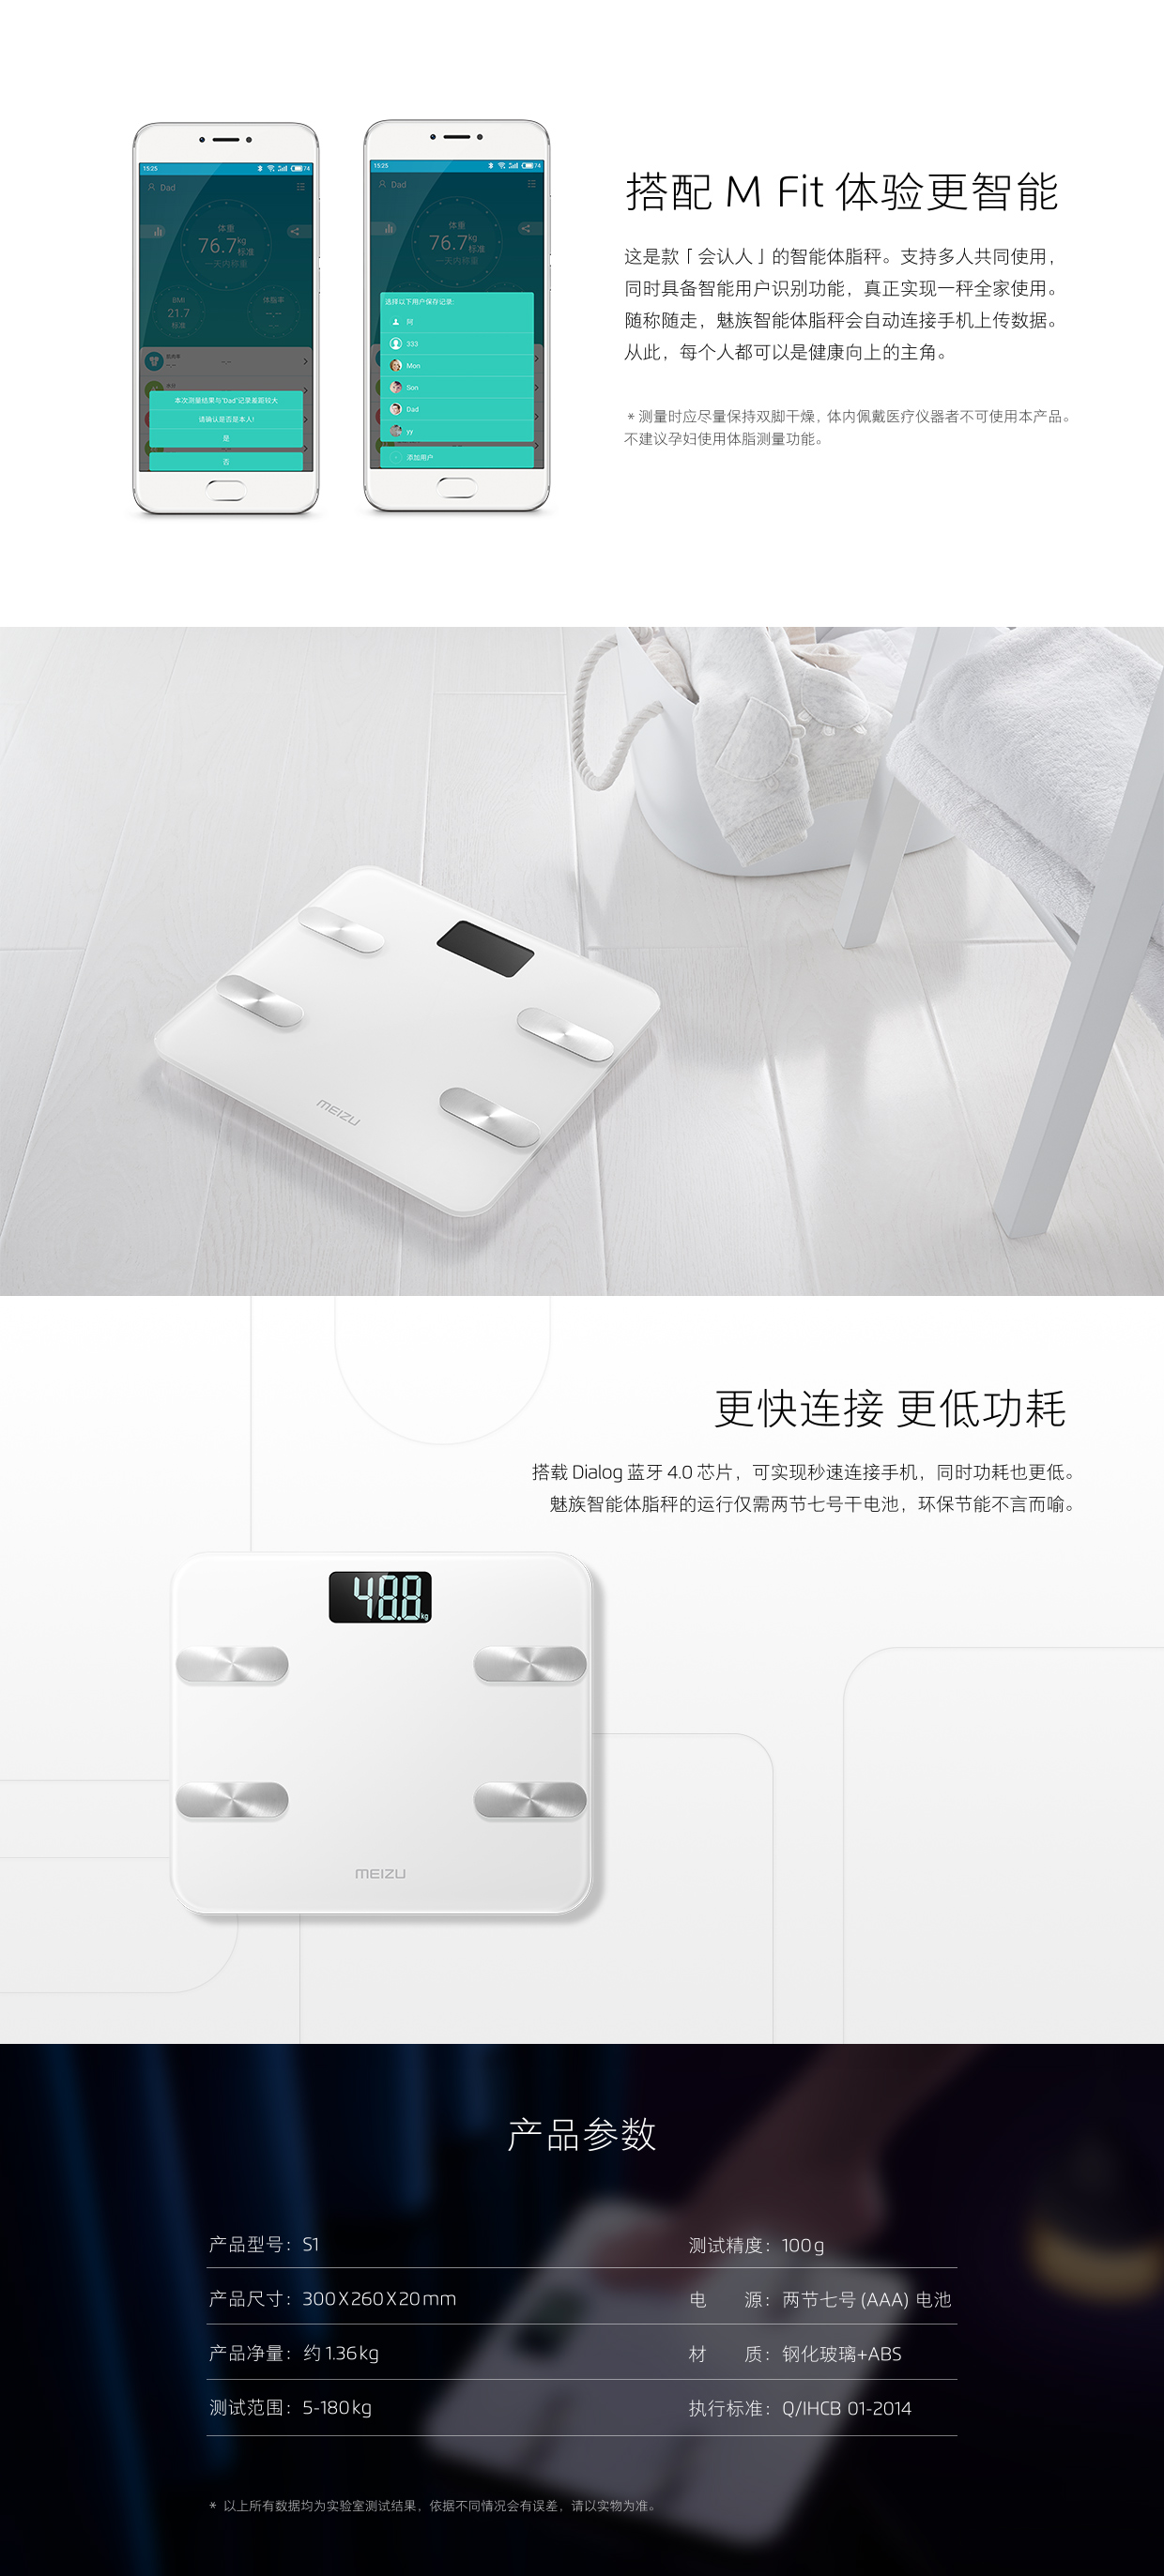 搭配 M Fit 体验更智能
这是款「会认人」的智能体脂秤。支持多人共同使用，
同时具备智能用户识别功能，真正实现一秤全家使用。
随称随走，魅族智能体脂秤会自动连接手机上传数据。
从此，每个人都可以是健康向上的主角。
＊测量时应尽量保持双脚干燥，体内佩戴医疗仪器者不可使用本产品。
不建议孕妇使用体脂测量功能。
15:25
74
Dad
体重
76.7kg
标准
一天内称重
BMI
体脂率
21.7
--.--
标准
肌肉率
--.--
水分
本次测量结果与"Dad"记录差距较大
请确认是否是本人!
是
否
15:25
74
Dad
体重
76.7kg
标准
一天内称重
选择以下用户保存记录:
阿
333
Mon
Son
Dad
yy
添加用户
MEIZU
更快连接 更低功耗
搭载 Dialog 蓝牙 4.0 芯片，可实现秒速连接手机，同时功耗也更低。
魅族智能体脂秤的运行仅需两节七号干电池，环保节能不言而喻。
48.8kg
MEIZU
产品参数
产品型号：S1
测试精度：100g
产品尺寸：300X260X20mm
电 源：两节七号 (AAA) 电池
产品净量：约 1.36kg
材 质：钢化玻璃+ABS
测试范围：5-180kg
执行标准：Q/IHCB 01-2014
＊ 以上所有数据均为实验室测试结果，依据不同情况会有误差，请以实物为准。